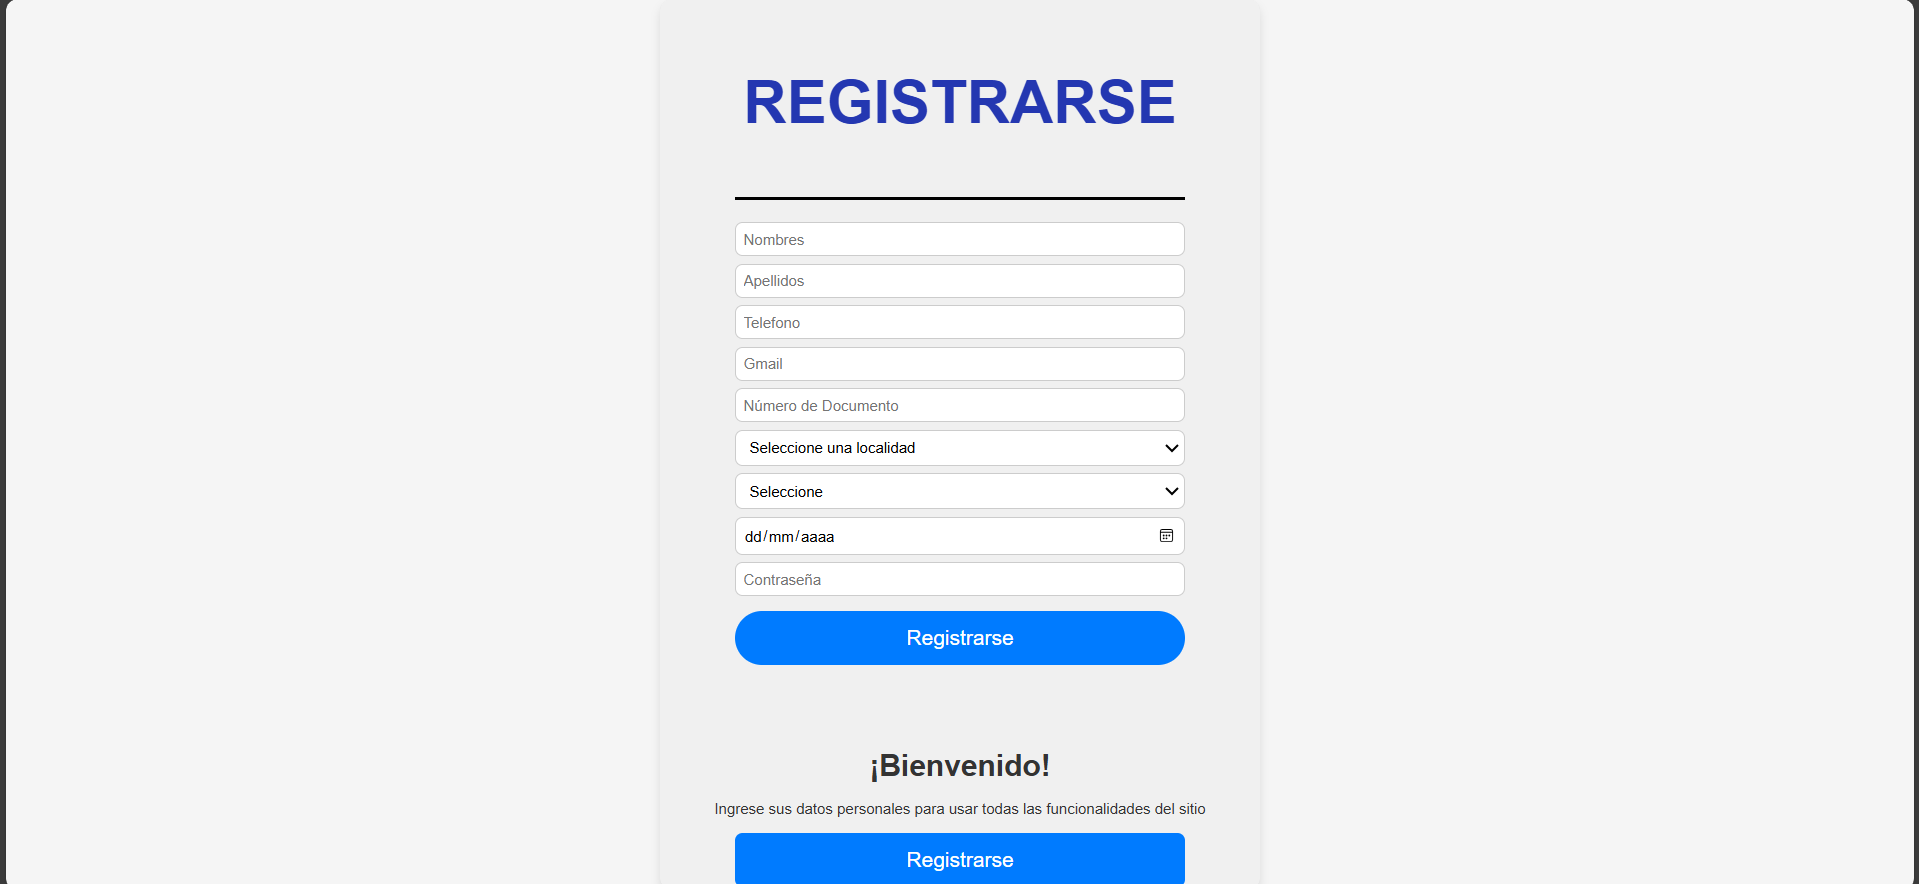 REGISTRARSE
Nombres
Apellidos
Telefono
Gmail
Número de Documento
Seleccione una localidad
Seleccione
dd/mm/aaaa
Contraseña
Registrarse
¡Bienvenido!
Ingrese sus datos personales para usar todas las funcionalidades del sitio
Registrarse